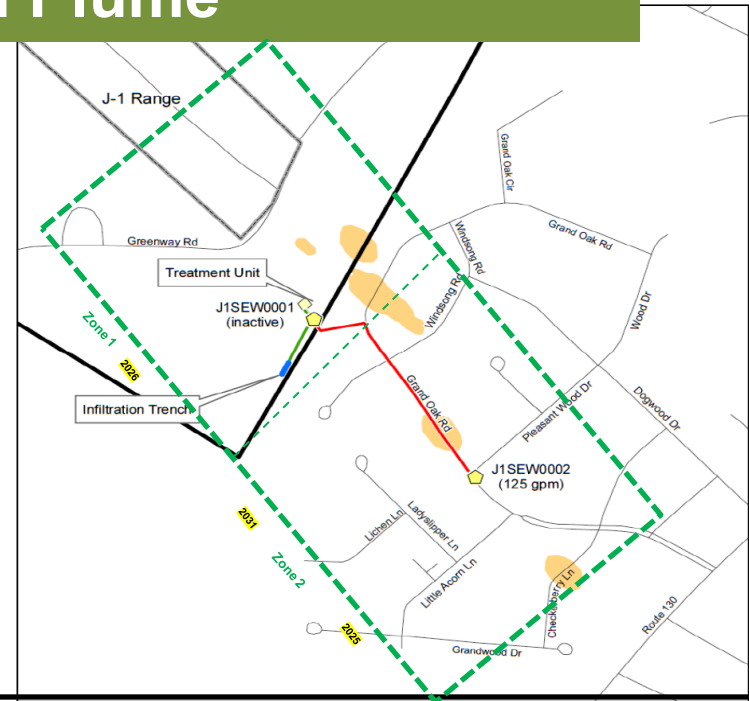 Plume
J-1 Range
Grand Oak Cir
Greenway Rd
Windsong Rd
Grand Oak Rd
Treatment Unit
J1SEW0001
(inactive)
Windsong Rd
Wood Dr
Zone 1
2026
Infiltration Trench
Grand Oak Rd
Pleasant Wood Dr
Dogwood Dr
J1SEW0002
(125 gpm)
2031
Lichen Ln
Ladyslipper Ln
Zone 2
Little Acorn Ln
Checkerberry Ln
Route 130
2025
Grandwood Dr